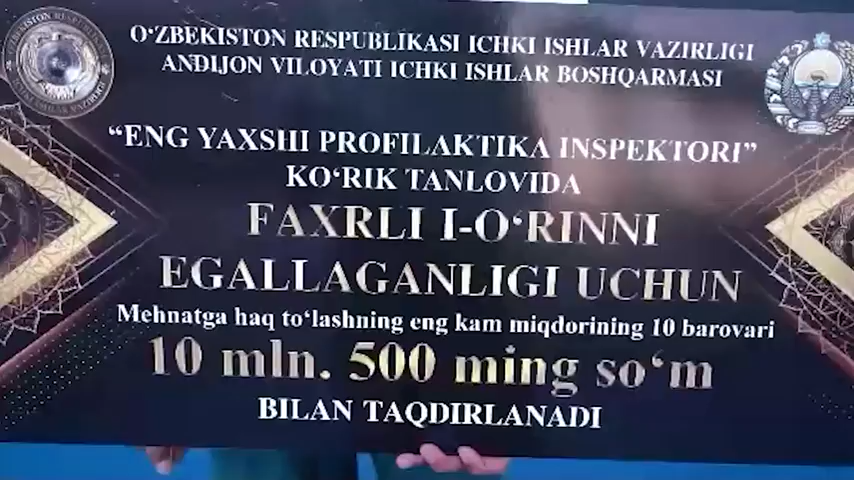 O‘ZBEKISTON RESPUBLIKASI ICHKI ISHLAR VAZIRLIGI
ANDIJON VILOYATI ICHKI ISHLAR BOSHQARMASI
“ENG YAXSHI PROFILAKTIKA INSPEKTORI”
KO‘RIK TANLOVIDA
FAXRLI I-O‘RINNI
EGALLAGANLIGI UCHUN
Mehnatga haq to‘lashning eng kam miqdorining 10 barovari
10 mln. 500 ming so‘m
BILAN TAQDIRLANADI